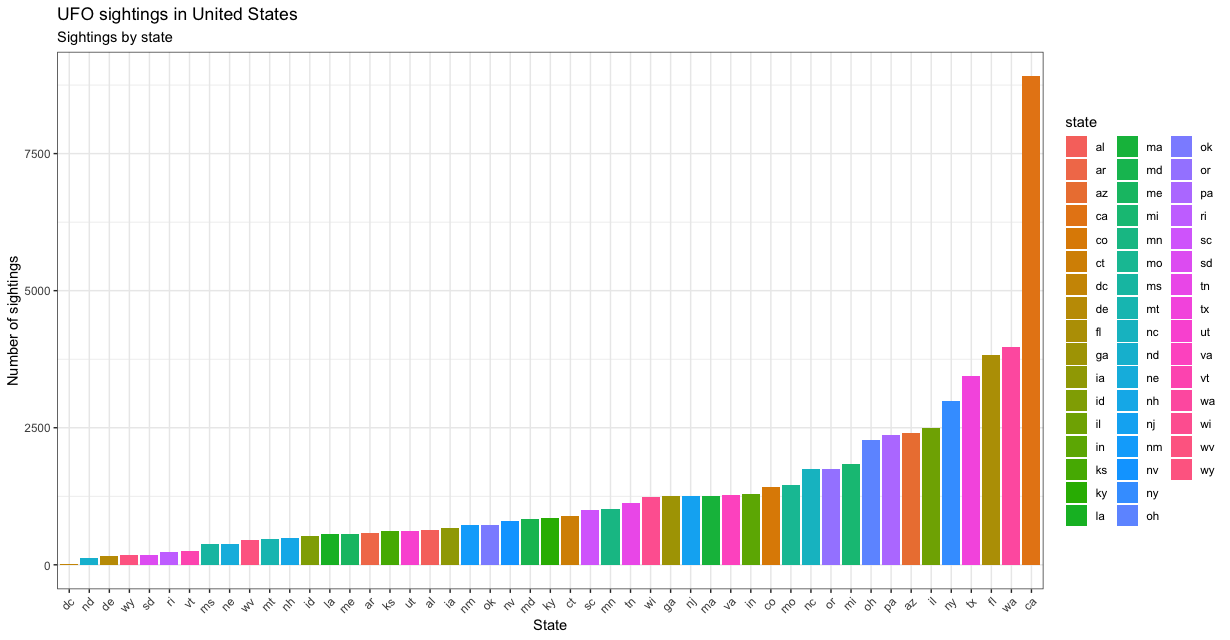 UFO sightings in United States
Sightings by state
Number of sightings
7500
5000
2500
0
dc nd de wy sd ri vt ms ne wv mt nh id la me ar ks ut al ia nm ok nv md ky ct sc mn tn wi ga nj ma va in co mo nc or mi oh pa az il ny tx fl wa ca
State
state
al ma ok
ar md or
az me pa
ca mi ri
co mn sc
ct mo sd
dc ms tn
de mt tx
fl nc ut
ga nd va
ia ne vt
id nh wa
il nj wi
in nm wv
ks nv wy
ky ny
la oh